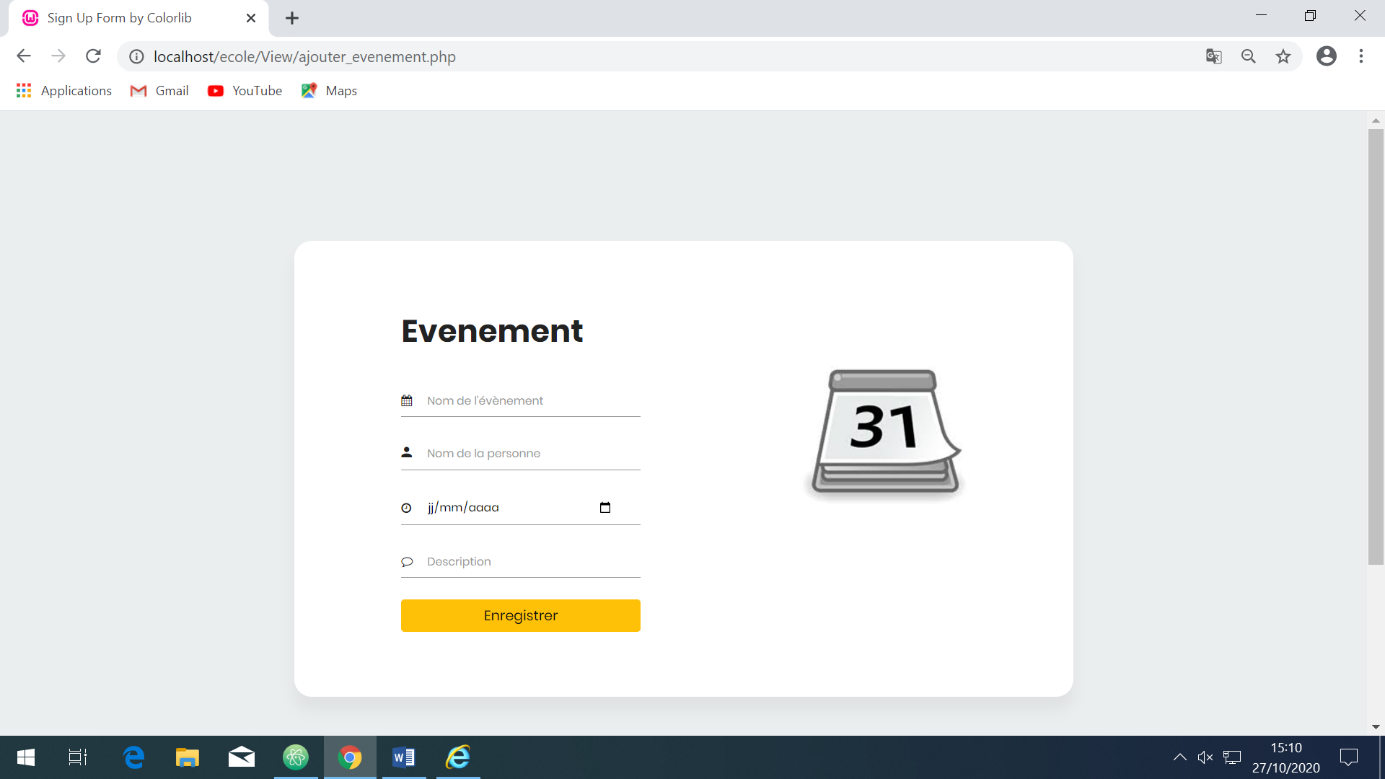 Sign Up Form by Colorlib
localhost/ecole/View/ajouter_evenement.php
Applications Gmail YouTube Maps
Evenement
31
Nom de l'évènement
Nom de la personne
jj/mm/aaaa
Description
Enregistrer
15:10
27/10/2020